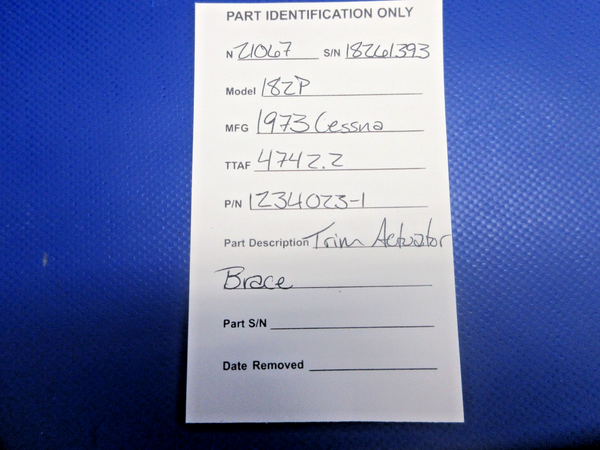 PART IDENTIFICATION ONLY
N 21067 S/N 18261393
Model 182P
MFG 1973 Cessna
TTAF 4742.2
P/N 1234023-1
Part Description Trim Actuator
Brace
Part S/N
Date Removed